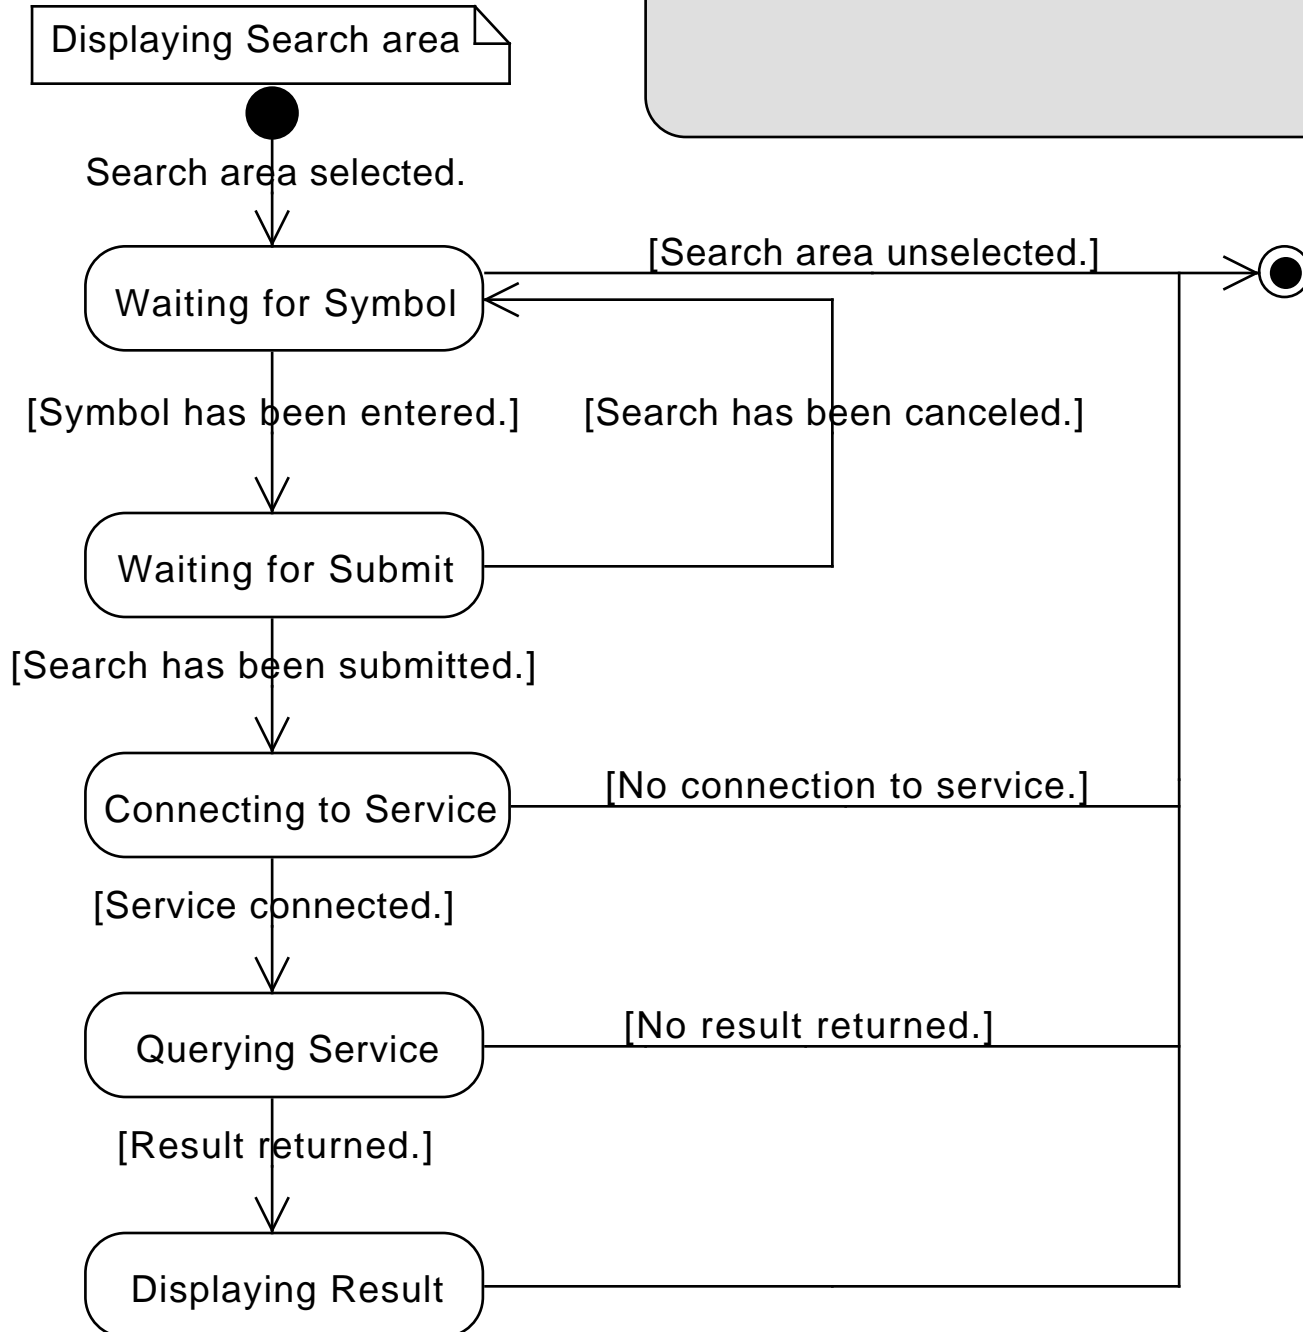 Displaying Search area
Search area selected.
[Search area unselected.]
Waiting for Symbol
[Symbol has been entered.]
[Search has been canceled.]
Waiting for Submit
[Search has been submitted.]
[No connection to service.]
Connecting to Service
[Service connected.]
[No result returned.]
Querying Service
[Result returned.]
Displaying Result